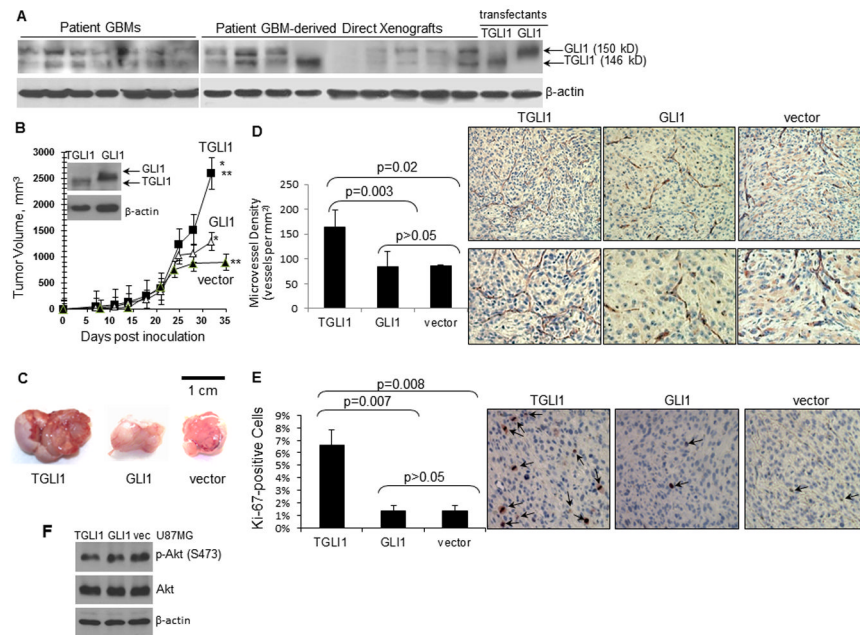 A
Patient GBMs
Patient GBM-derived Direct Xenografts
transfectants
TGLI1 GLI1
GLI1 (150 kD)
TGLI1 (146 kD)
β-actin
B
TGLI1 GLI1
GLI1
TGLI1
β-actin
Tumor Volume, mm³
3000
2500
2000
1500
1000
500
0
0 5 10 15 20 25 30 35
Days post inoculation
TGLI1
*
**
GLI1
*
**
vector
C
1 cm
TGLI1 GLI1 vector
D
Microvessel Density
(vessels per mm²)
250
200
150
100
50
0
p=0.02
p=0.003
p>0.05
TGLI1 GLI1 vector
TGLI1 GLI1 vector
E
Ki-67-positive Cells
9%
8%
7%
6%
5%
4%
3%
2%
1%
0%
p=0.008
p=0.007
p>0.05
TGLI1 GLI1 vector
TGLI1 GLI1 vector
F
TGLI1 GLI1 vec U87MG
p-Akt (S473)
Akt
β-actin